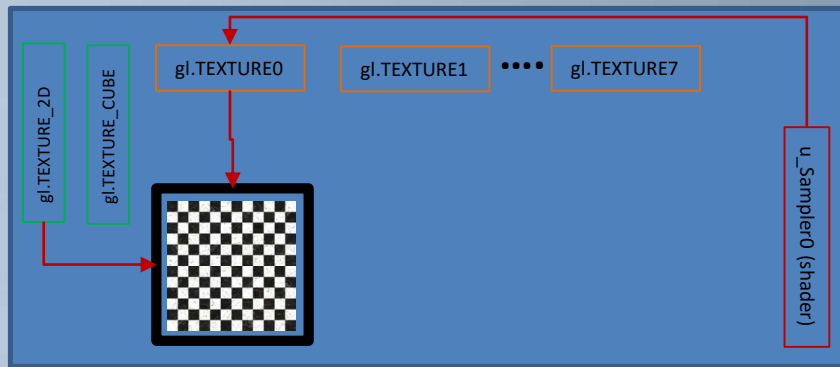 gl.TEXTURE_2D
gl.TEXTURE_CUBE
gl.TEXTURE0
gl.TEXTURE1
gl.TEXTURE7
u_Sampler0 (shader)